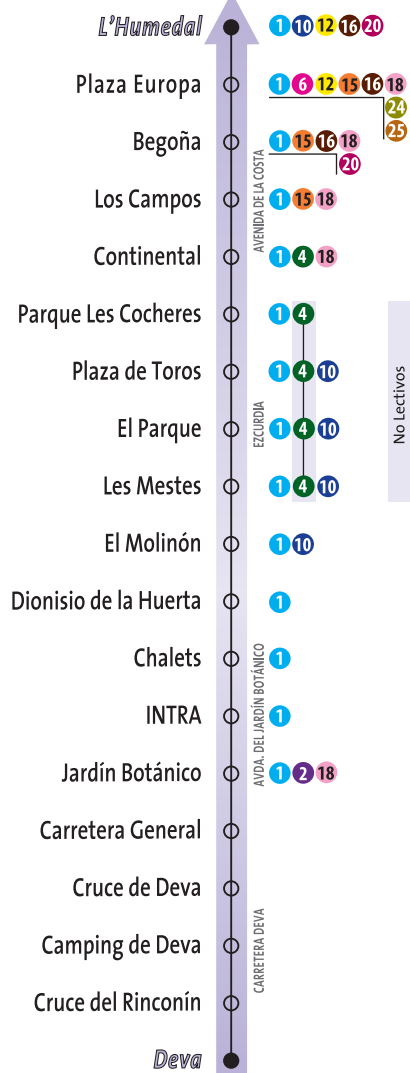 L'Humedal 1 10 12 16 20
Plaza Europa 1 6 12 15 16 18
24
25
Begoña 1 15 16 18
20
AVENIDA DE LA COSTA
Los Campos 1 15 18
Continental 1 4 18
Parque Les Cocheres 1 4
Plaza de Toros 1 4 10
No Lectivos
EZCURDIA
El Parque 1 4 10
Les Mestes 1 4 10
El Molinón 1 10
Dionisio de la Huerta 1
Chalets 1
AVDA. DEL JARDÍN BOTÁNICO
INTRA 1
Jardín Botánico 1 2 18
Carretera General
Cruce de Deva
CARRETERA DEVA
Camping de Deva
Cruce del Rinconín
Deva